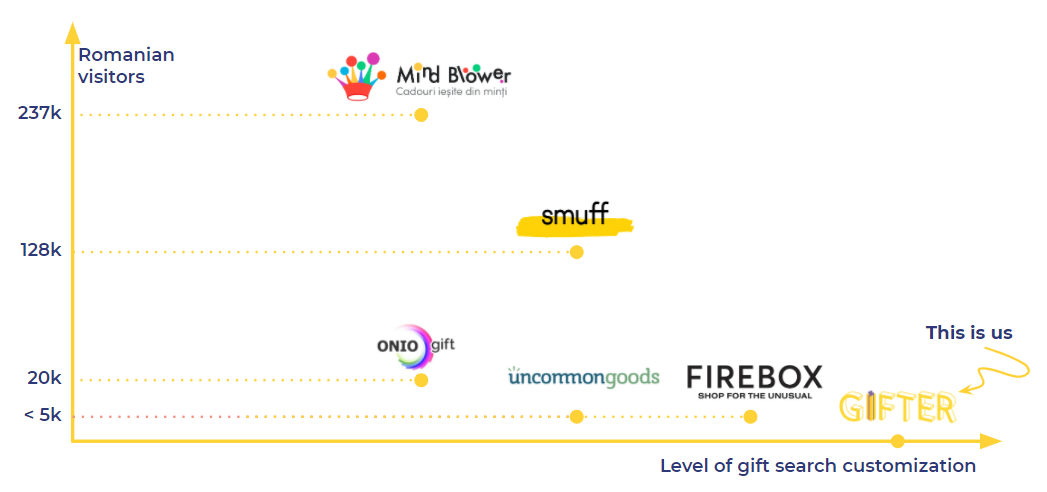 Romanian
visitors
Mind Blower
Cadouri ieșite din minți
237k
smuff
128k
This is us
ONIO gift
20k
uncommongoods
FIREBOX
SHOP FOR THE UNUSUAL
GIFTER
< 5k
Level of gift search customization